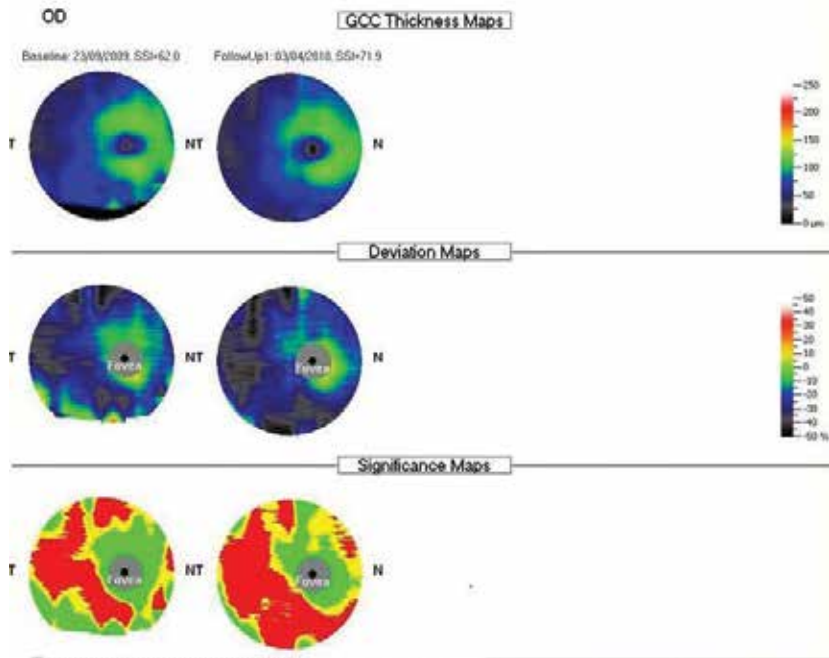 OD
GCC Thickness Maps
Baseline: 23/09/2009, SSI=62.0 FollowUp1: 03/04/2010, SSI=71.9
T NT N
250
200
150
100
50
0 µm
Deviation Maps
T Fovea NT Fovea N
50
40
30
20
10
0
-10
-20
-30
-40
-50 %
Significance Maps
T Fovea NT Fovea N